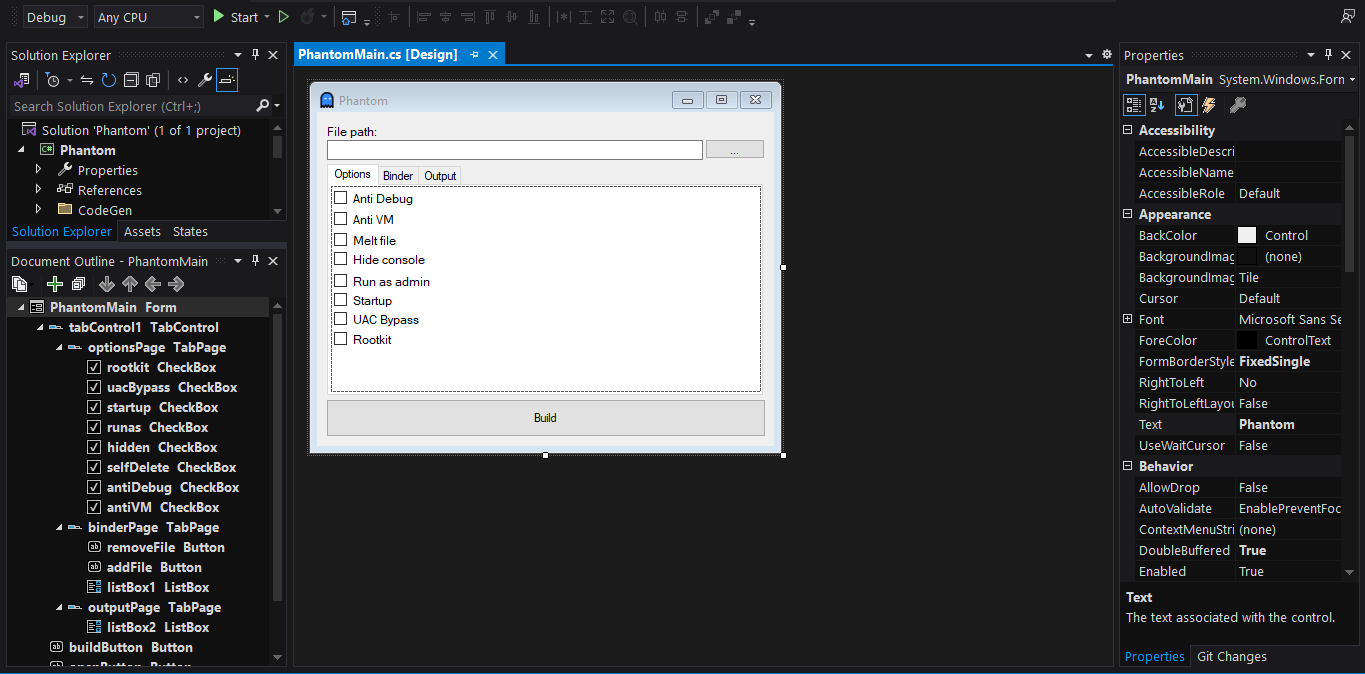 Debug
Any CPU
Start
Solution Explorer
Search Solution Explorer (Ctrl+;)
Solution 'Phantom' (1 of 1 project)
C# Phantom
Properties
References
CodeGen
Solution Explorer Assets States
Document Outline - PhantomMain
PhantomMain Form
tabControl1 TabControl
optionsPage TabPage
rootkit CheckBox
uacBypass CheckBox
startup CheckBox
runas CheckBox
hidden CheckBox
selfDelete CheckBox
antiDebug CheckBox
antiVM CheckBox
binderPage TabPage
ab removeFile Button
ab addFile Button
listBox1 ListBox
outputPage TabPage
listBox2 ListBox
ab buildButton Button
PhantomMain.cs [Design]
Phantom
File path:
...
Options Binder Output
Anti Debug
Anti VM
Melt file
Hide console
Run as admin
Startup
UAC Bypass
Rootkit
Build
Properties
PhantomMain System.Windows.Forn
Accessibility
AccessibleDescri
AccessibleName
AccessibleRole Default
Appearance
BackColor Control
BackgroundImag (none)
BackgroundImag Tile
Cursor Default
Font Microsoft Sans Se
ForeColor ControlText
FormBorderStyle FixedSingle
RightToLeft No
RightToLeftLayou False
Text Phantom
UseWaitCursor False
Behavior
AllowDrop False
AutoValidate EnablePreventFoc
ContextMenuStri (none)
DoubleBuffered True
Enabled True
Text
The text associated with the control.
Properties Git Changes